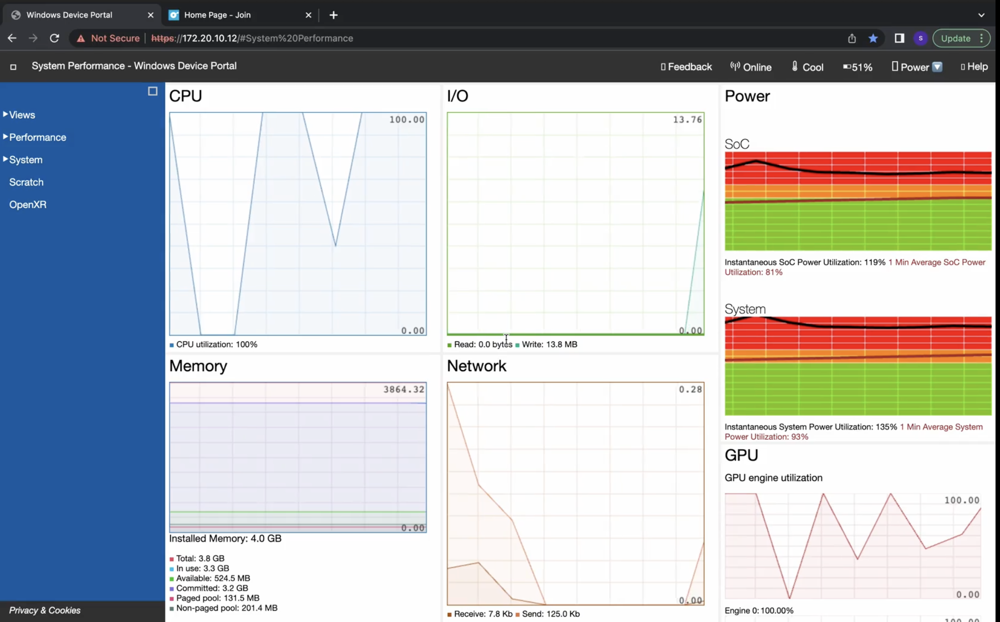 Windows Device Portal
Home Page - Join
Not Secure
https://172.20.10.12/#System%20Performance
S
Update
System Performance - Windows Device Portal
Feedback
Online
Cool
51%
Power
Help
Views
Performance
System
Scratch
OpenXR
Privacy & Cookies
CPU
100.00
0.00
CPU utilization: 100%
I/O
13.76
0.00
Read: 0.0 bytes Write: 13.8 MB
Memory
3864.32
0.00
Installed Memory: 4.0 GB
Total: 3.8 GB
In use: 3.3 GB
Available: 524.5 MB
Committed: 3.2 GB
Paged pool: 131.5 MB
Non-paged pool: 201.4 MB
Network
0.28
0.00
Receive: 7.8 Kb Send: 125.0 Kb
Power
SoC
Instantaneous SoC Power Utilization: 119% 1 Min Average SoC Power
Utilization: 81%
System
Instantaneous System Power Utilization: 135% 1 Min Average System
Power Utilization: 93%
GPU
GPU engine utilization
100.00
0.00
Engine 0: 100.00%
100.00